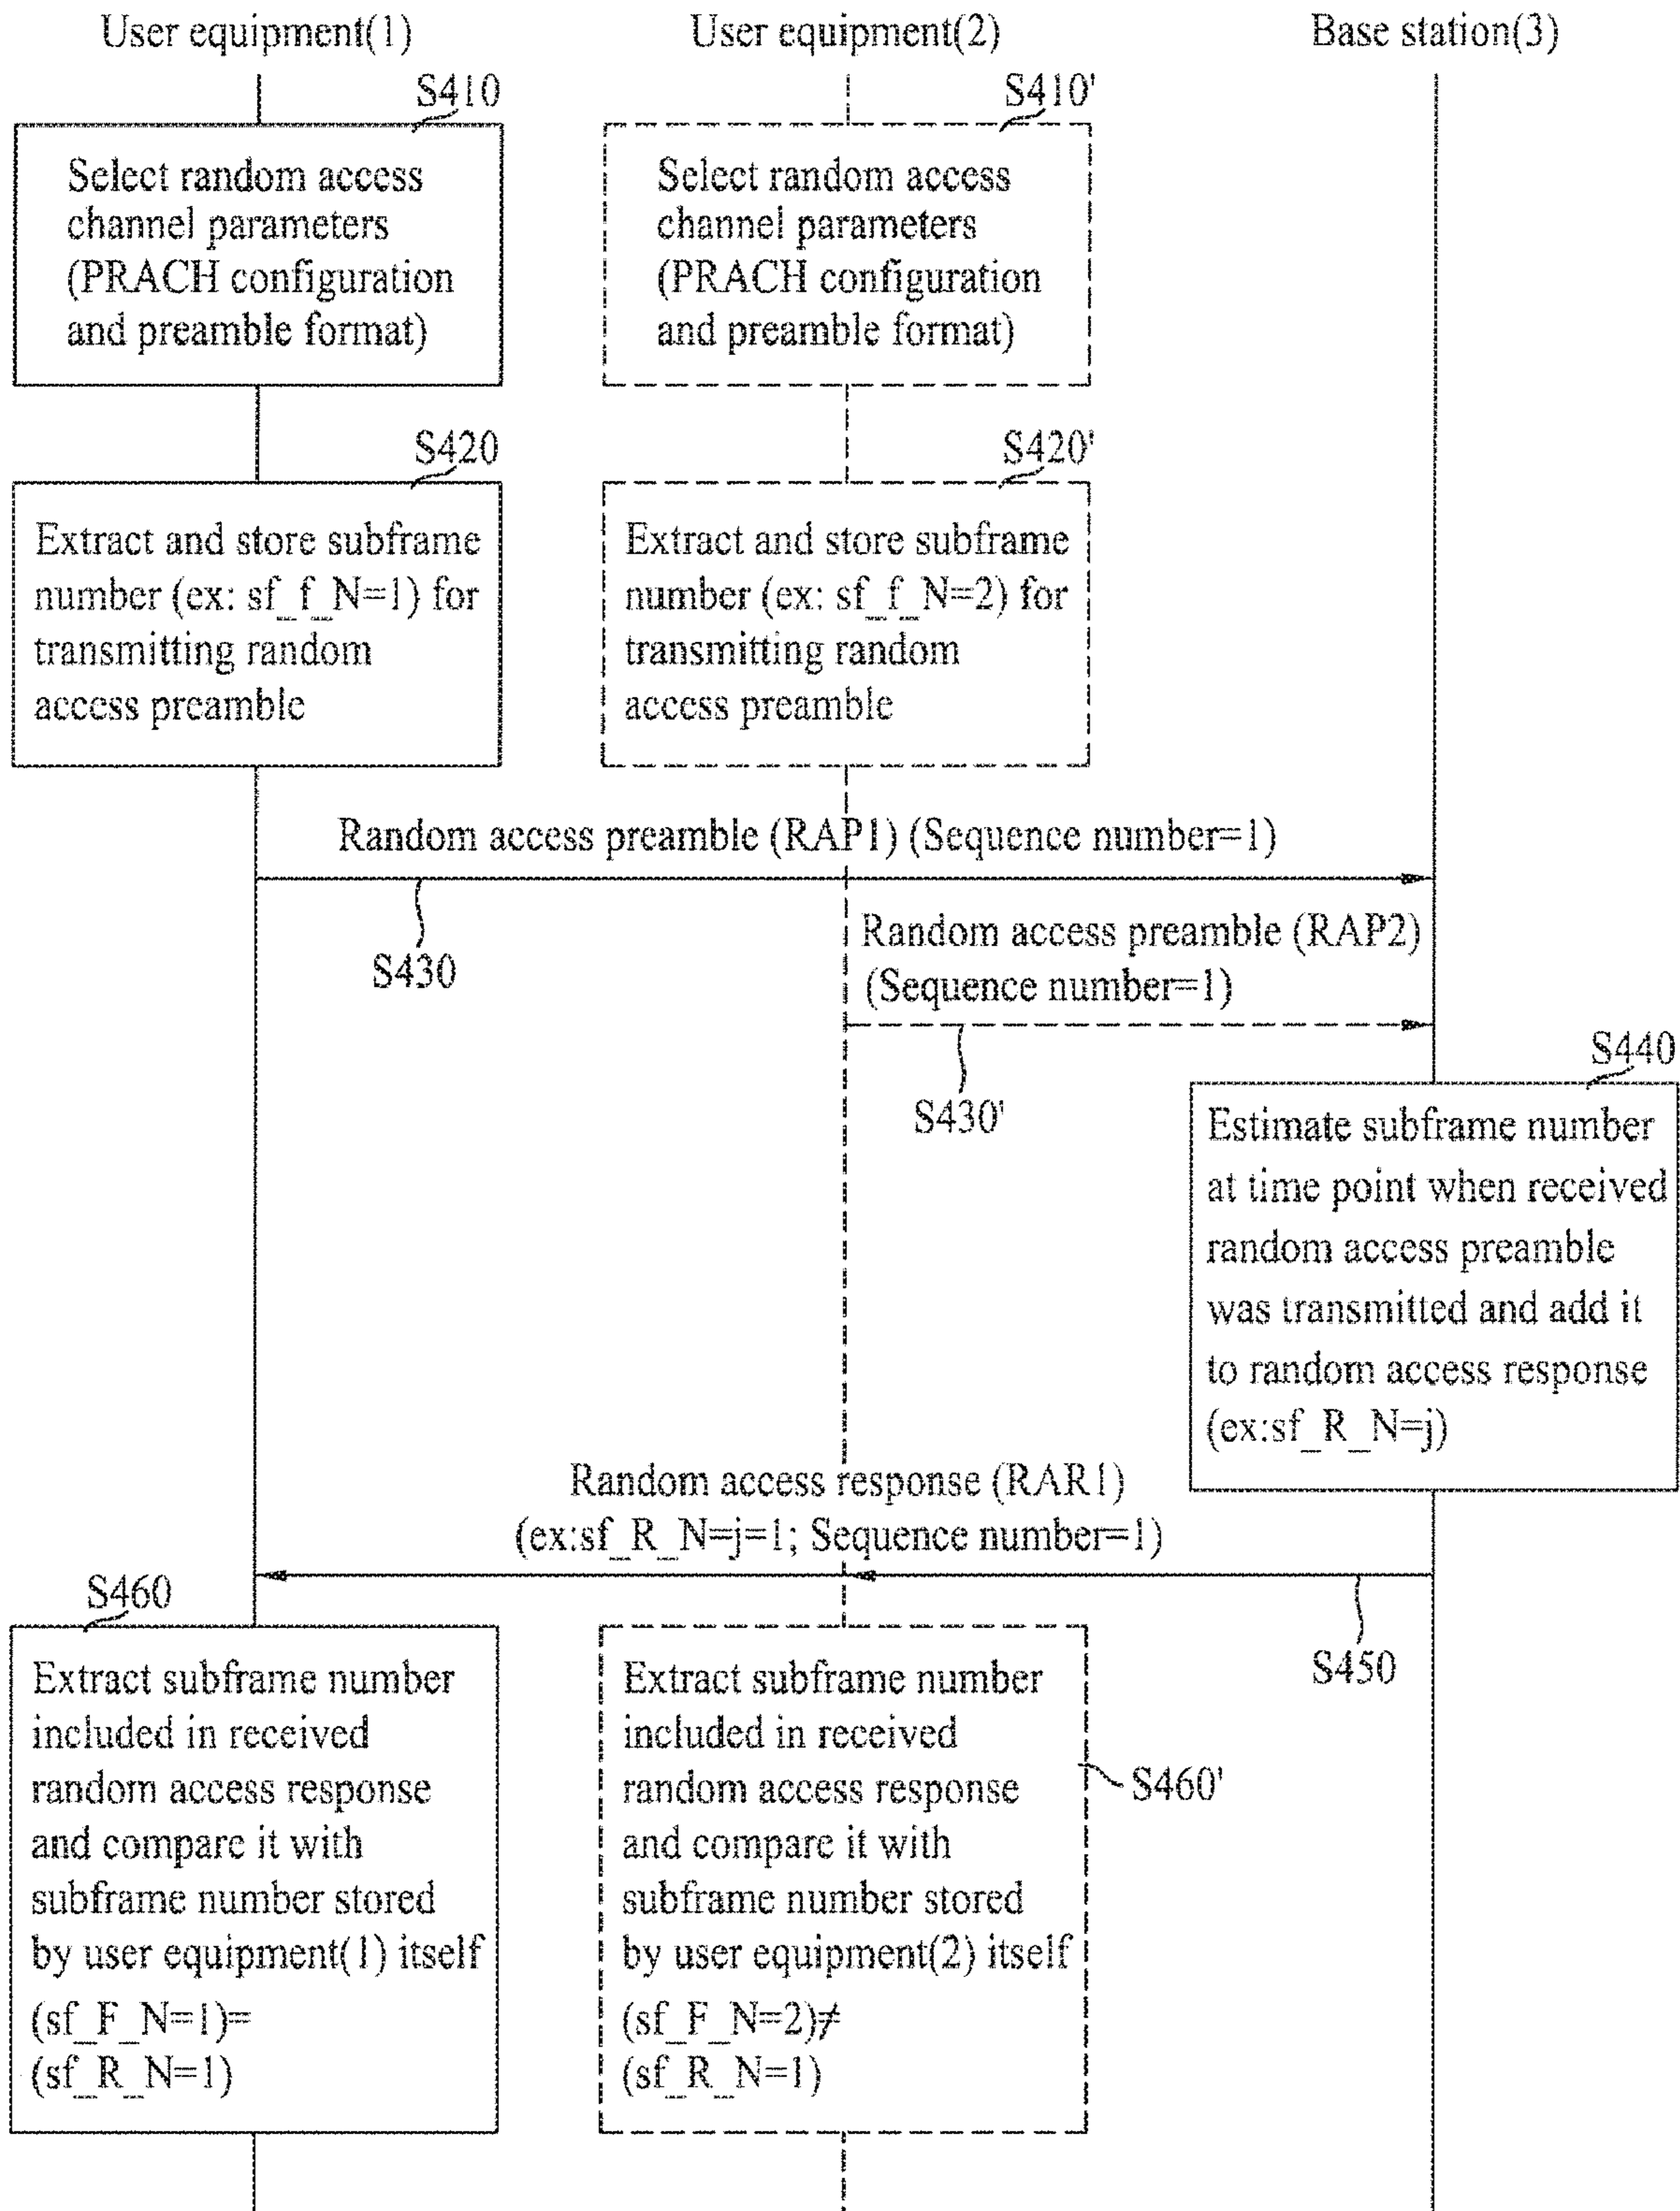 User equipment(1)
User equipment(2)
Base station(3)
S410
Select random access
channel parameters
(PRACH configuration
and preamble format)
S410'
Select random access
channel parameters
(PRACH configuration
and preamble format)
S420
Extract and store subframe
number (ex: sf_f_N=1) for
transmitting random
access preamble
S420'
Extract and store subframe
number (ex: sf_f_N=2) for
transmitting random
access preamble
Random access preamble (RAP1) (Sequence number=1)
S430
Random access preamble (RAP2)
(Sequence number=1)
S430'
S440
Estimate subframe number
at time point when received
random access preamble
was transmitted and add it
to random access response
(ex:sf_R_N=j)
Random access response (RAR1)
(ex:sf_R_N=j=1; Sequence number=1)
S450
S460
Extract subframe number
included in received
random access response
and compare it with
subframe number stored
by user equipment(1) itself
(sf_F_N=1)=
(sf_R_N=1)
S460'
Extract subframe number
included in received
random access response
and compare it with
subframe number stored
by user equipment(2) itself
(sf_F_N=2)≠
(sf_R_N=1)